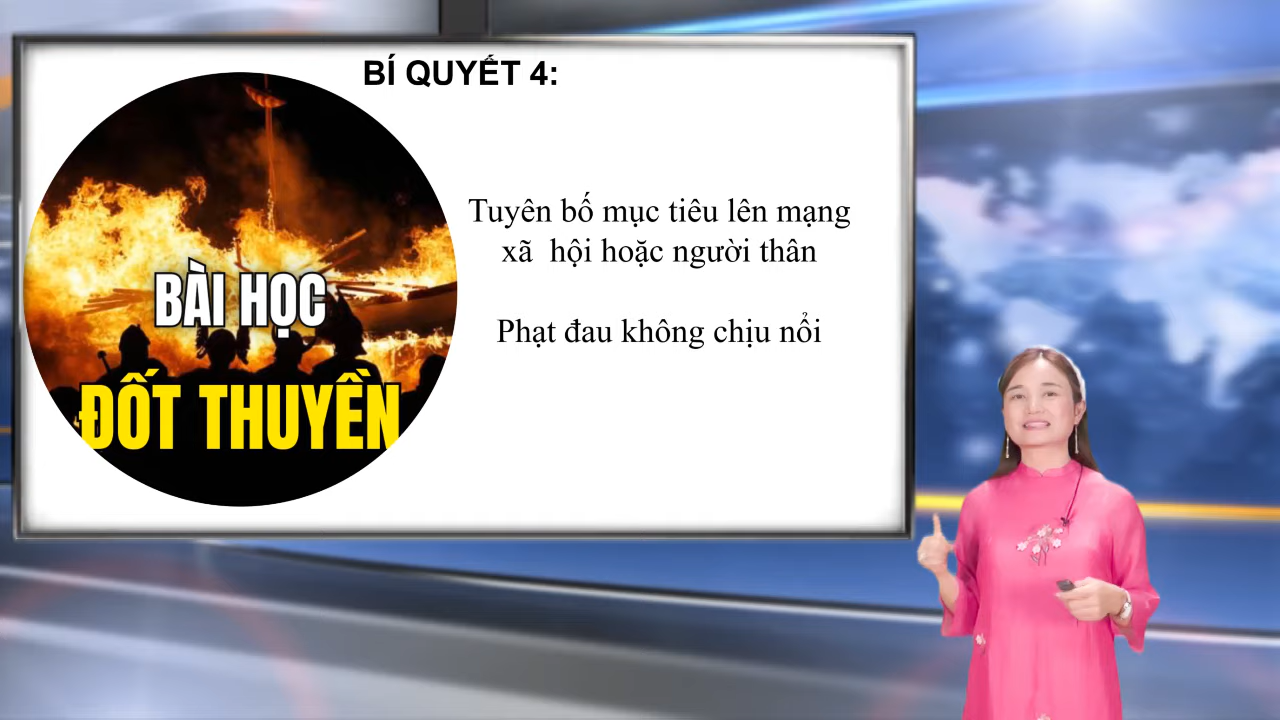 BÍ QUYẾT 4:
BÀI HỌC
ĐỐT THUYỀN
Tuyên bố mục tiêu lên mạng
xã hội hoặc người thân
Phạt đau không chịu nổi